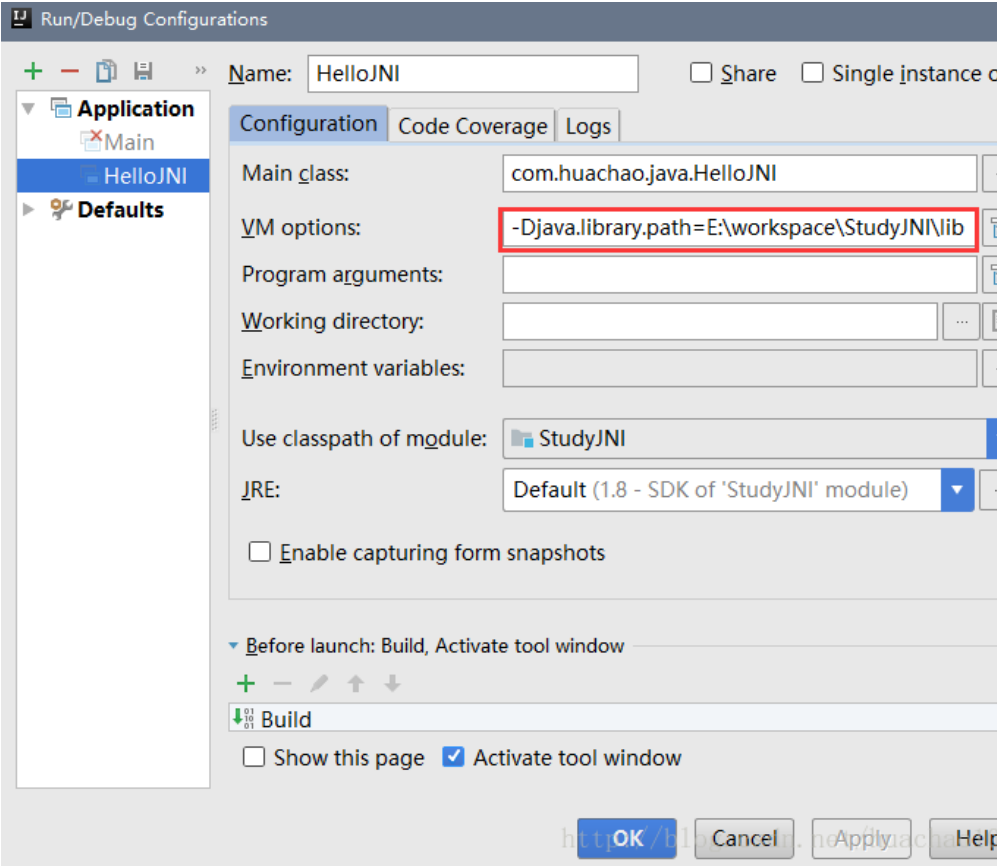 Run/Debug Configurations
Name: HelloJNI Share Single instance
Application
Main
HelloJNI
Defaults
Configuration Code Coverage Logs
Main class: com.huachao.java.HelloJNI
VM options: -Djava.library.path=E:\workspace\StudyJNI\lib
Program arguments:
Working directory: ...
Environment variables:
Use classpath of module: StudyJNI
JRE: Default (1.8 - SDK of 'StudyJNI' module)
Enable capturing form snapshots
Before launch: Build, Activate tool window
Build
Show this page Activate tool window
OK Cancel Apply Help